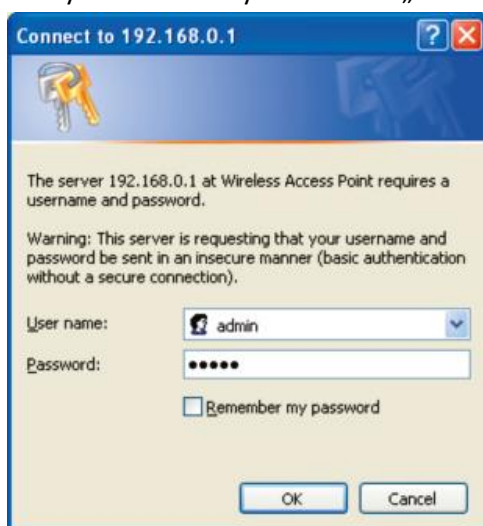 Connect to 192.168.0.1
The server 192.168.0.1 at Wireless Access Point requires a
username and password.
Warning: This server is requesting that your username and
password be sent in an insecure manner (basic authentication
without a secure connection).
User name:
admin
Password:
•••••
Remember my password
OK
Cancel